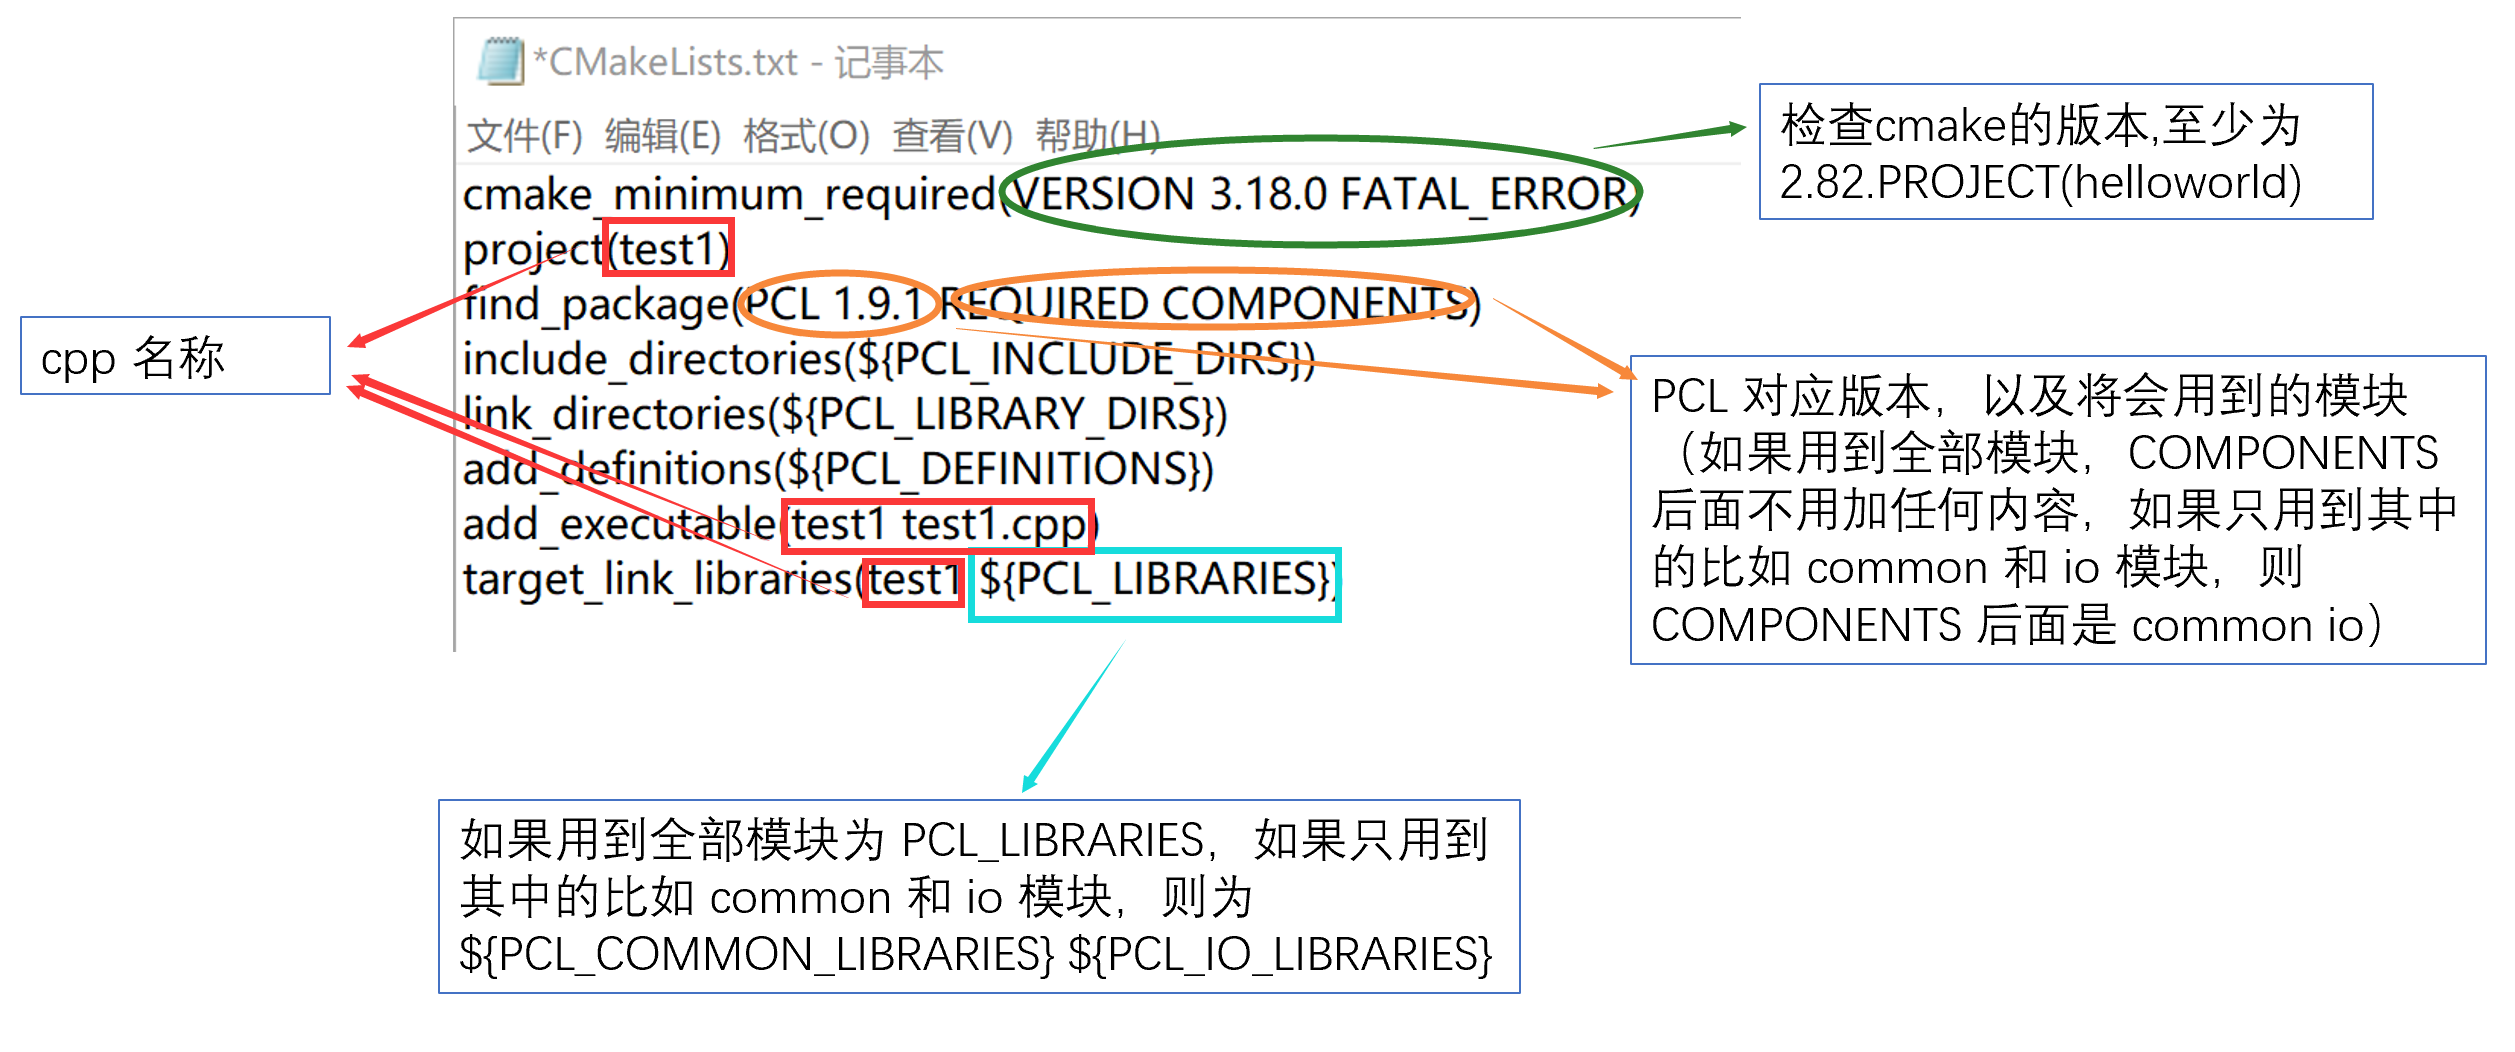 *CMakeLists.txt - 记事本
文件(F) 编辑(E) 格式(O) 查看(V) 帮助(H)
cmake_minimum_required(VERSION 3.18.0 FATAL_ERROR)
project(test1)
find_package(PCL 1.9.1 REQUIRED COMPONENTS)
include_directories(${PCL_INCLUDE_DIRS})
link_directories(${PCL_LIBRARY_DIRS})
add_definitions(${PCL_DEFINITIONS})
add_executable(test1 test1.cpp)
target_link_libraries(test1 ${PCL_LIBRARIES})
检查cmake的版本,至少为
2.82.PROJECT(helloworld)
cpp 名称
PCL 对应版本，以及将会用到的模块
（如果用到全部模块，COMPONENTS
后面不用加任何内容，如果只用到其中
的比如 common 和 io 模块，则
COMPONENTS 后面是 common io）
如果用到全部模块为 PCL_LIBRARIES，如果只用到
其中的比如 common 和 io 模块，则为
${PCL_COMMON_LIBRARIES} ${PCL_IO_LIBRARIES}